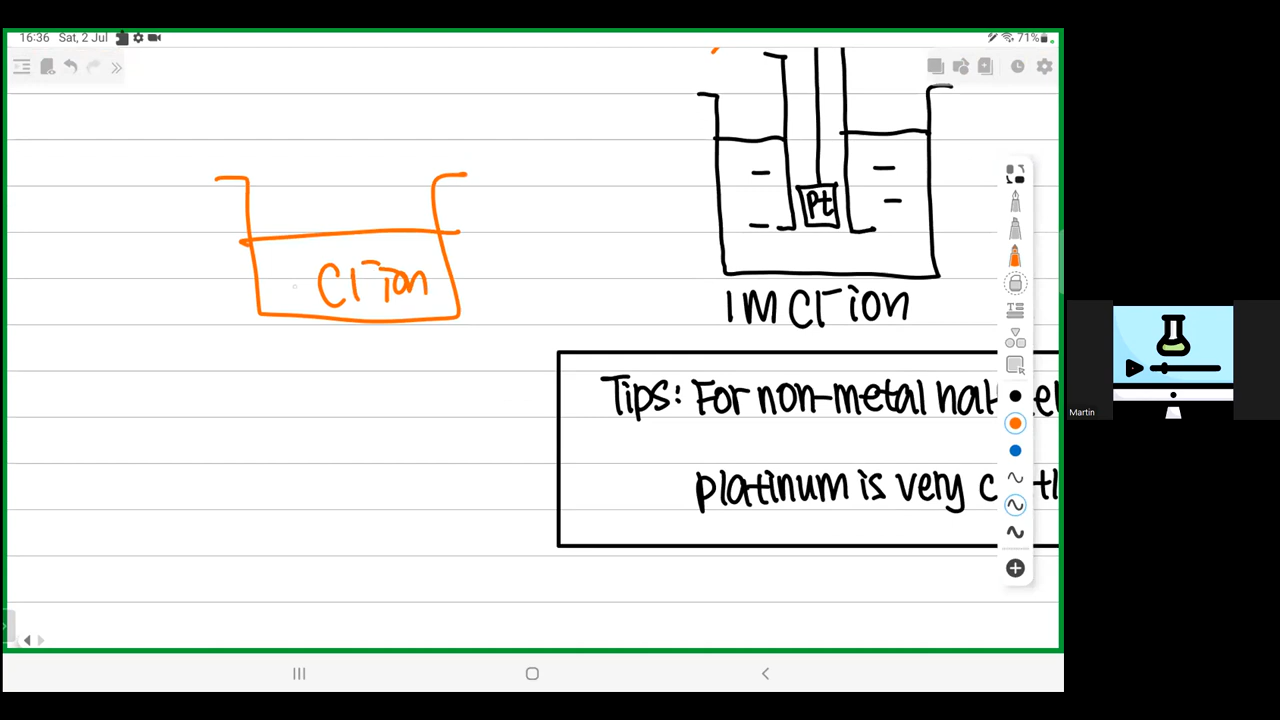 16:36 Sat, 2 Jul
71%
Pt
Cl⁻ ion
1M Cl⁻ ion
Tips: For non-metal half
platinum is very
Martin